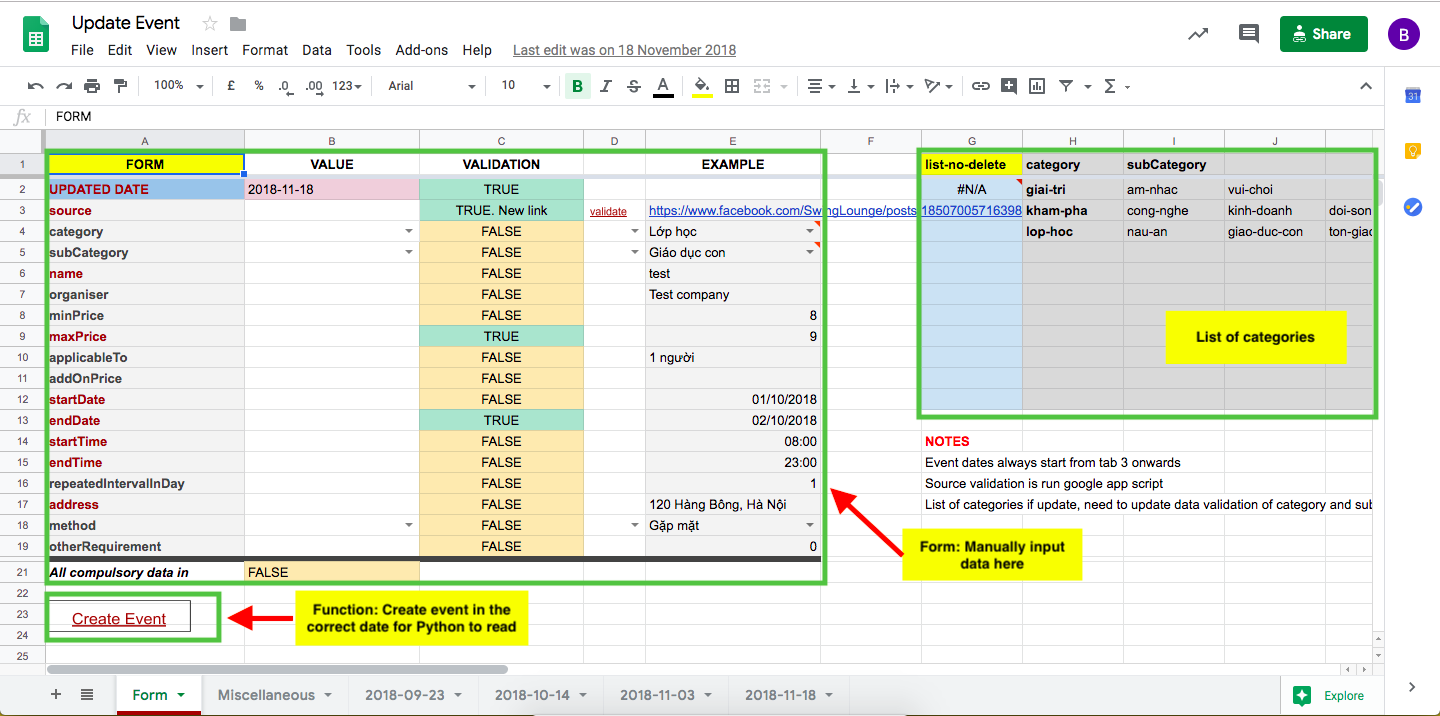 Update Event
File Edit View Insert Format Data Tools Add-ons Help Last edit was on 18 November 2018
Share
B
100% £ % .0 .00 123 Arial 10 B I S A
31
fx FORM
A B C D E F G H I J
1 FORM VALUE VALIDATION EXAMPLE list-no-delete category subCategory
2 UPDATED DATE 2018-11-18 TRUE #N/A giai-tri am-nhac vui-choi
3 source TRUE. New link validate https://www.facebook.com/SwingLounge/posts 18507005716398 kham-pha cong-nghe kinh-doanh doi-son
4 category FALSE Lớp học lop-hoc nau-an giao-duc-con ton-giac
5 subCategory FALSE Giáo dục con
6 name FALSE test
7 organiser FALSE Test company
8 minPrice FALSE 8
9 maxPrice TRUE 9
List of categories
10 applicableTo FALSE 1 người
11 addOnPrice FALSE
12 startDate FALSE 01/10/2018
13 endDate TRUE 02/10/2018
14 startTime FALSE 08:00 NOTES
15 endTime FALSE 23:00 Event dates always start from tab 3 onwards
16 repeatedIntervalInDay FALSE 1 Source validation is run google app script
17 address FALSE 120 Hàng Bông, Hà Nội List of categories if update, need to update data validation of category and sub
18 method FALSE Gặp mặt
19 otherRequirement FALSE 0
Form: Manually input
data here
21 All compulsory data in FALSE
22
23 Create Event
24
25
Function: Create event in the
correct date for Python to read
Form Miscellaneous 2018-09-23 2018-10-14 2018-11-03 2018-11-18 Explore